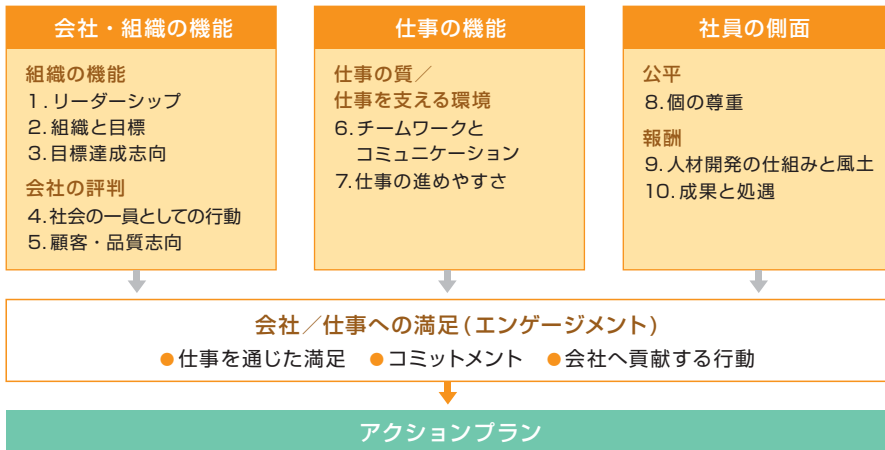 会社・組織の機能
組織の機能
1.リーダーシップ
2.組織と目標
3.目標達成志向
会社の評判
4.社会の一員としての行動
5.顧客・品質志向
仕事の機能
仕事の質／
仕事を支える環境
6.チームワークと
コミュニケーション
7.仕事の進めやすさ
社員の側面
公平
8.個の尊重
報酬
9.人材開発の仕組みと風土
10.成果と処遇
会社／仕事への満足(エンゲージメント)
●仕事を通じた満足 ●コミットメント ●会社へ貢献する行動
アクションプラン